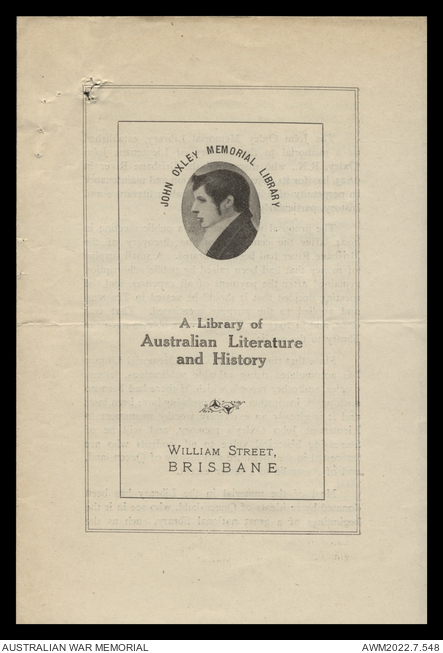 JOHN OXLEY MEMORIAL LIBRARY
A Library of
Australian Literature
and History
WILLIAM STREET,
BRISBANE
AUSTRALIAN WAR MEMORIAL
AWM2022.7.548